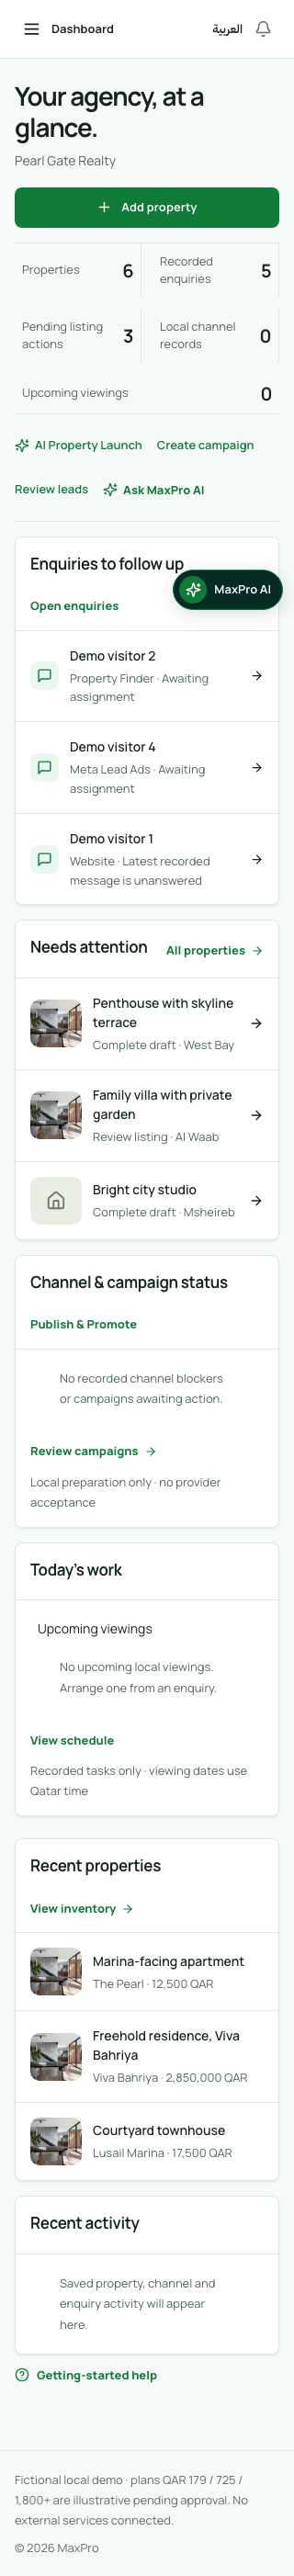 Dashboard
العربية
Your agency, at a
glance.
Pearl Gate Realty
Add property
Properties
6
Recorded
enquiries
5
Pending listing
actions
3
Local channel
records
0
Upcoming viewings
0
AI Property Launch
Create campaign
Review leads
Ask MaxPro AI
Enquiries to follow up
MaxPro AI
Open enquiries
Demo visitor 2
Property Finder · Awaiting
assignment
Demo visitor 4
Meta Lead Ads · Awaiting
assignment
Demo visitor 1
Website · Latest recorded
message is unanswered
Needs attention
All properties
Penthouse with skyline
terrace
Complete draft · West Bay
Family villa with private
garden
Review listing · Al Waab
Bright city studio
Complete draft · Msheireb
Channel & campaign status
Publish & Promote
No recorded channel blockers
or campaigns awaiting action.
Review campaigns
Local preparation only · no provider
acceptance
Today's work
Upcoming viewings
No upcoming local viewings.
Arrange one from an enquiry.
View schedule
Recorded tasks only · viewing dates use
Qatar time
Recent properties
View inventory
Marina-facing apartment
The Pearl · 12,500 QAR
Freehold residence, Viva
Bahriya
Viva Bahriya · 2,850,000 QAR
Courtyard townhouse
Lusail Marina · 17,500 QAR
Recent activity
Saved property, channel and
enquiry activity will appear
here.
Getting-started help
Fictional local demo · plans QAR 179 / 725 /
1,800+ are illustrative pending approval. No
external services connected.
© 2026 MaxPro